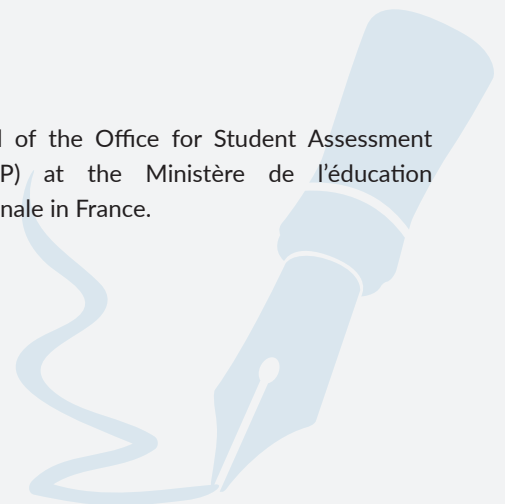 of the Office for Student Assessment
P) at the Ministère de l’éducation
nale in France.